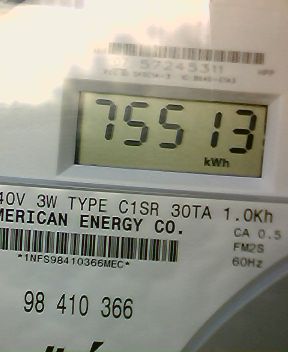 57245311
75513
kWh
40V 3W TYPE C1SR 30TA 1.0Kh
MERICAN ENERGY CO.
CA 0.5
FM2S
*1NFS98410366MEC*
60Hz
98 410 366